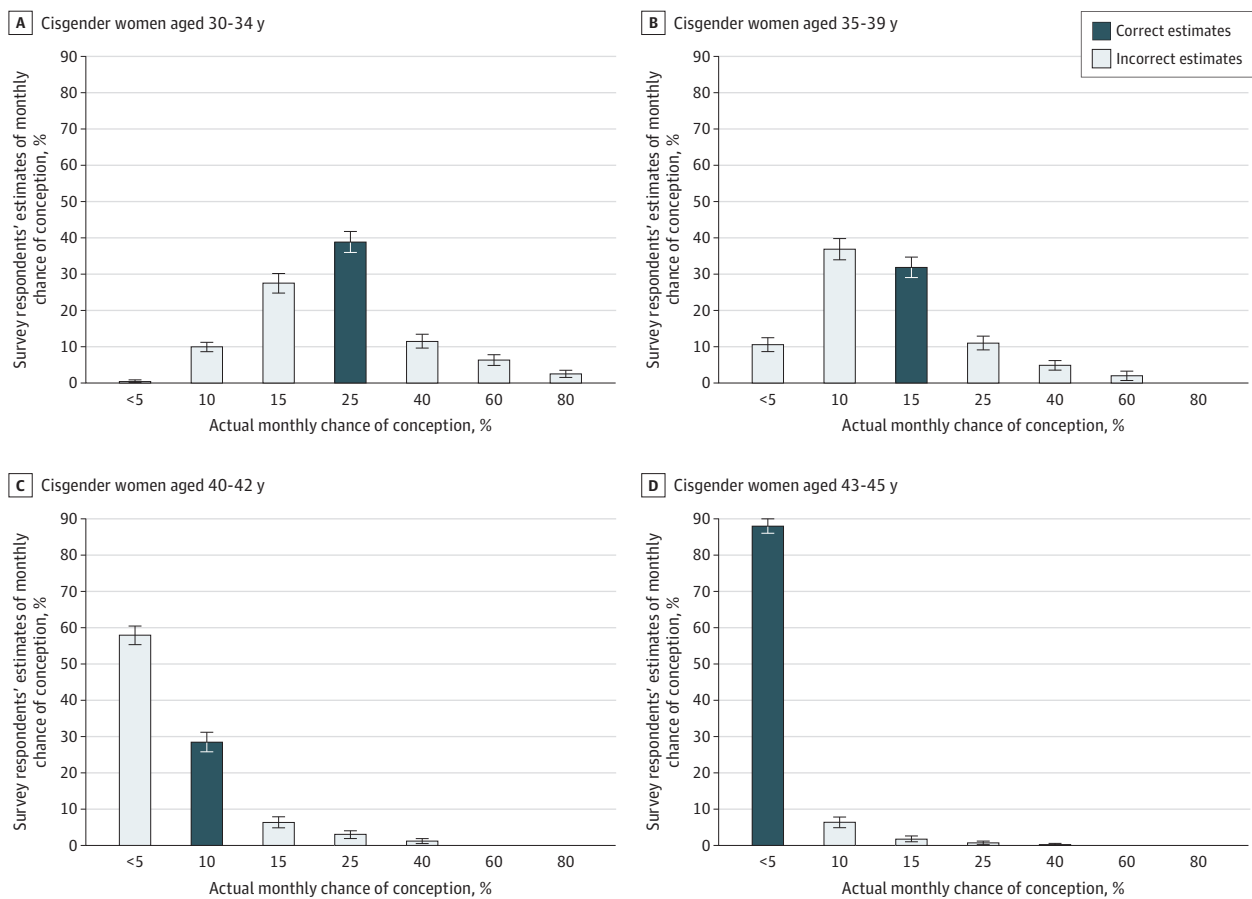 A Cisgender women aged 30-34 y
Survey respondents' estimates of monthly
chance of conception, %
90
80
70
60
50
40
30
20
10
0
<5 10 15 25 40 60 80
Actual monthly chance of conception, %
B Cisgender women aged 35-39 y
Correct estimates
Incorrect estimates
Survey respondents' estimates of monthly
chance of conception, %
90
80
70
60
50
40
30
20
10
0
<5 10 15 25 40 60 80
Actual monthly chance of conception, %
C Cisgender women aged 40-42 y
Survey respondents' estimates of monthly
chance of conception, %
90
80
70
60
50
40
30
20
10
0
<5 10 15 25 40 60 80
Actual monthly chance of conception, %
D Cisgender women aged 43-45 y
Survey respondents' estimates of monthly
chance of conception, %
90
80
70
60
50
40
30
20
10
0
<5 10 15 25 40 60 80
Actual monthly chance of conception, %